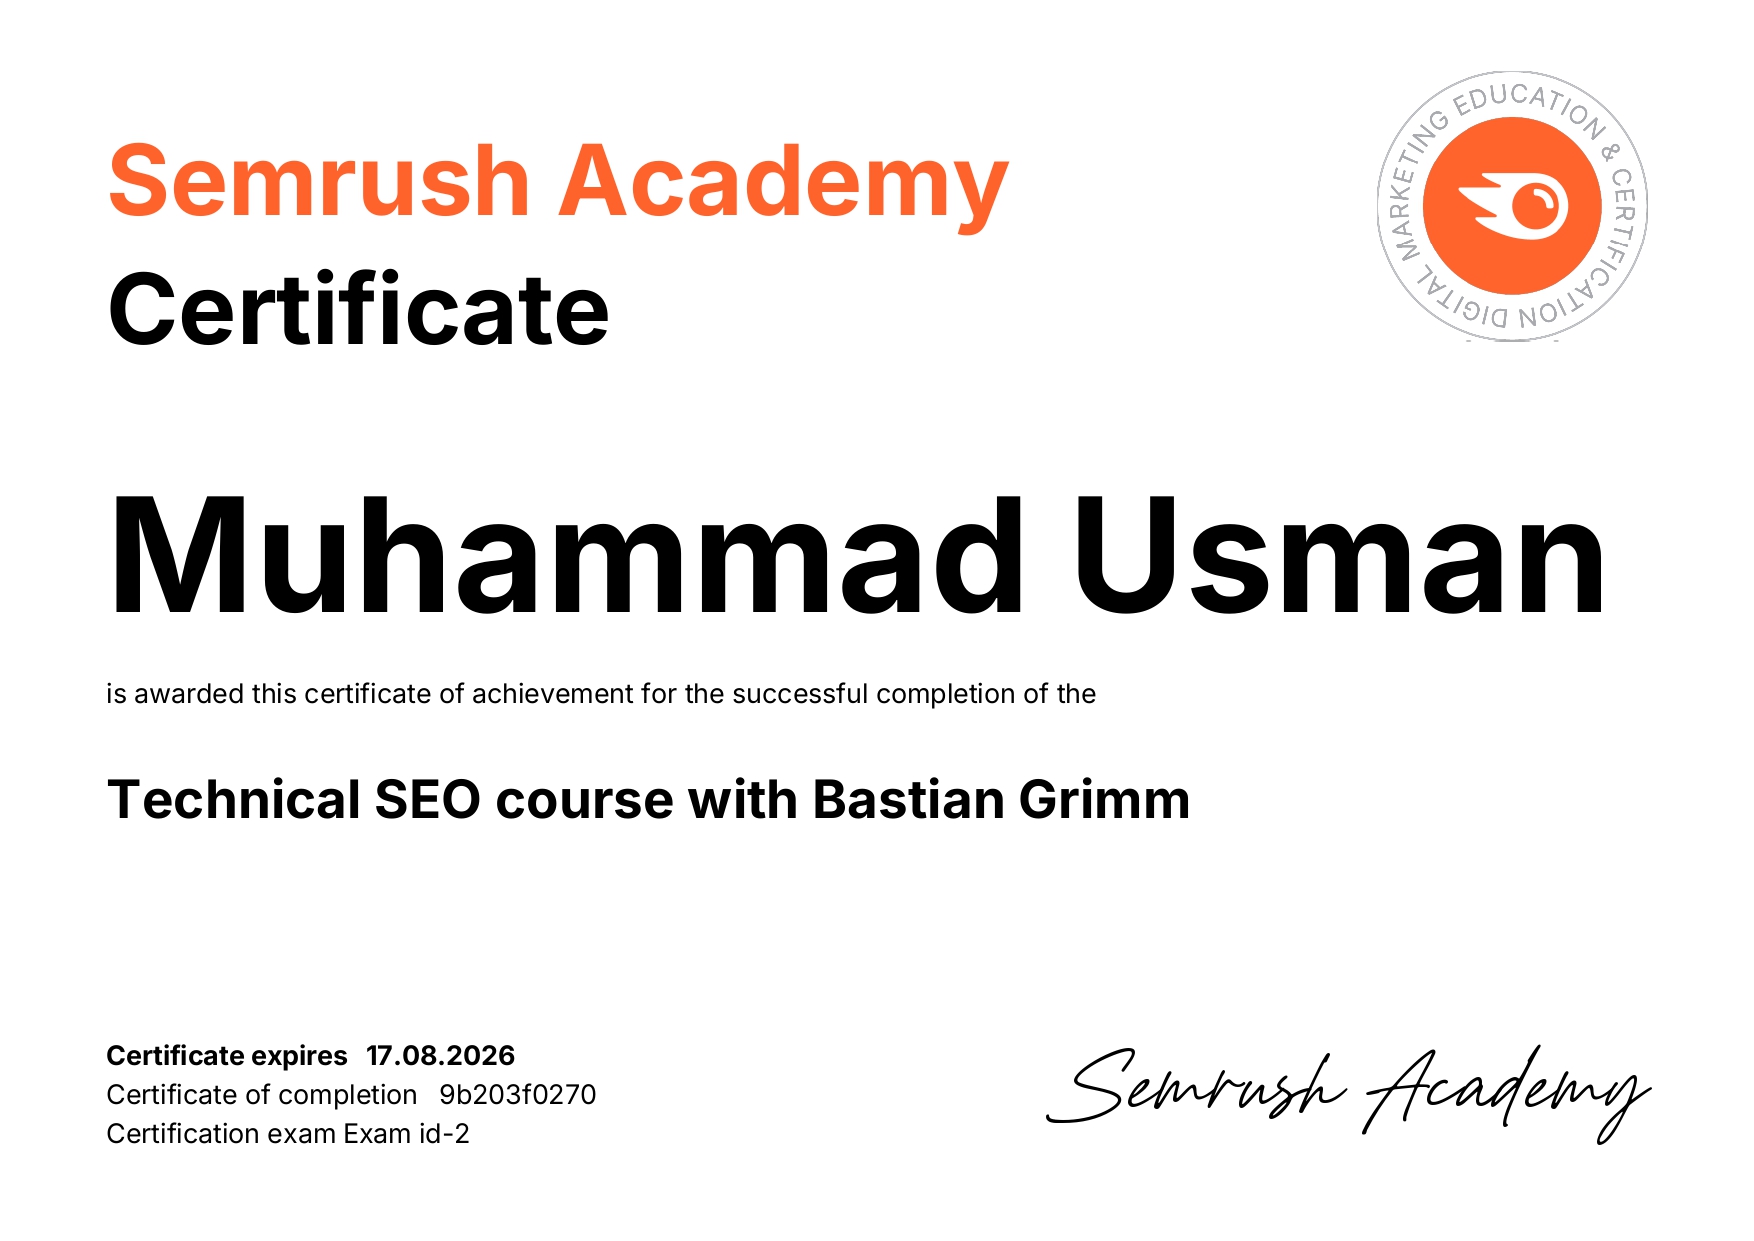 Semrush Academy
Certificate
DIGITAL MARKETING EDUCATION & CERTIFICATION
Muhammad Usman
is awarded this certificate of achievement for the successful completion of the
Technical SEO course with Bastian Grimm
Certificate expires 17.08.2026
Certificate of completion 9b203f0270
Certification exam Exam id-2
Semrush Academy